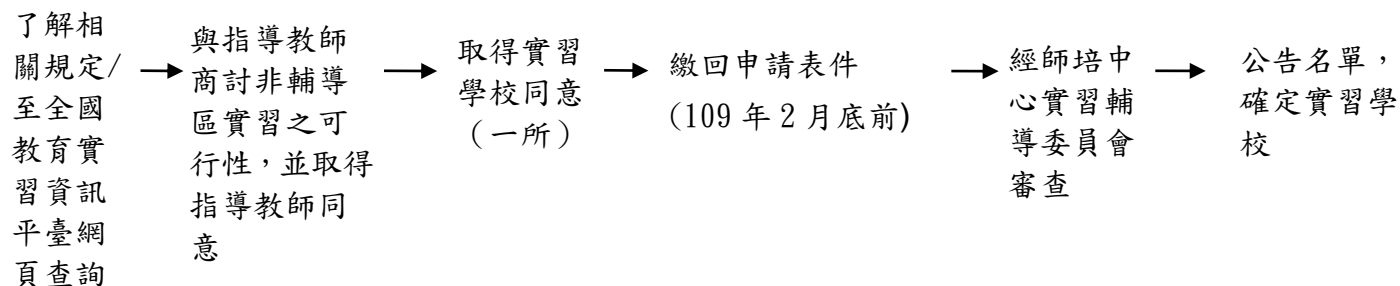 了解相
關規定/
至全國
教育實
習資訊
平臺網
頁查詢
與指導教師
商討非輔導
區實習之可
行性，並取得
指導教師同
意
取得實習
學校同意
（一所）
繳回申請表件
(109 年 2 月底前)
經師培中
心實習輔
導委員會
審查
公告名單，
確定實習學
校